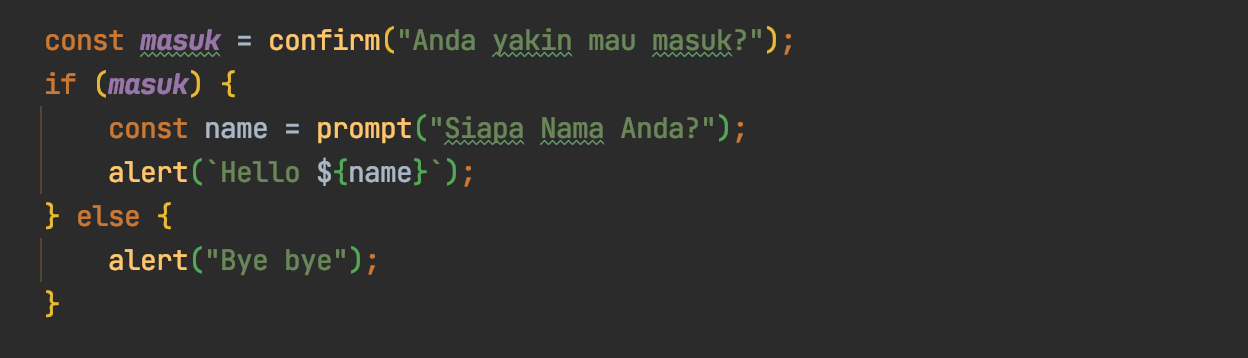 const masuk = confirm("Anda yakin mau masuk?");
if (masuk) {
    const name = prompt("Siapa Nama Anda?");
    alert(`Hello ${name}`);
} else {
    alert("Bye bye");
}